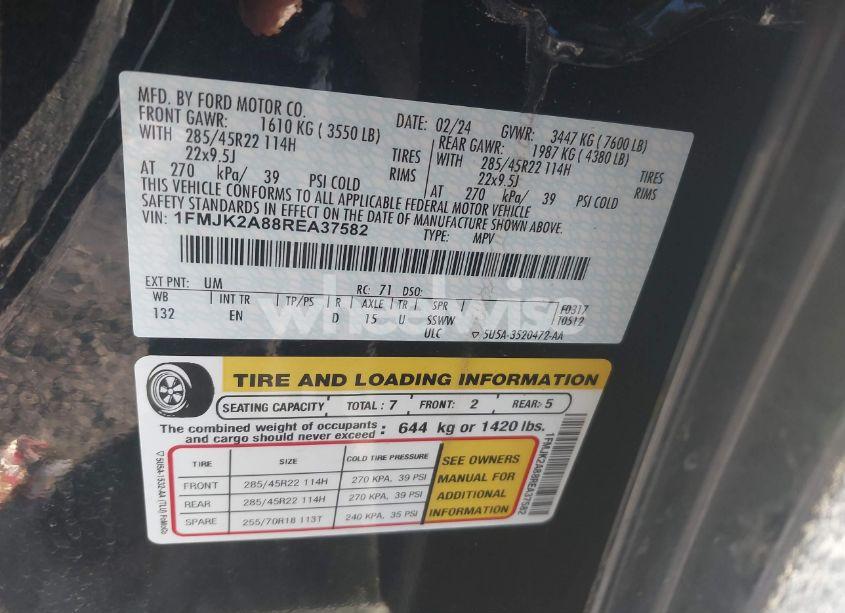 MFD. BY FORD MOTOR CO.
DATE: 02/24 GVWR: 3447 KG ( 7600 LB)
FRONT GAWR: 1610 KG ( 3550 LB) REAR GAWR: 1987 KG ( 4380 LB)
WITH 285/45R22 114H TIRES WITH 285/45R22 114H TIRES
22x9.5J RIMS 22x9.5J RIMS
AT 270 kPa/ 39 PSI COLD AT 270 kPa/ 39 PSI COLD
THIS VEHICLE CONFORMS TO ALL APPLICABLE FEDERAL MOTOR VEHICLE
SAFETY STANDARDS IN EFFECT ON THE DATE OF MANUFACTURE SHOWN ABOVE.
VIN: 1FMJK2A88REA37582
TYPE: MPV
EXT PNT: UM RC: 71 DSO:
WB INT TR TP/PS R AXLE TR SPR F0317
132 EN D 15 U SSWW T0512
ULC 5U5A-3520472-AA
wheelwise
TIRE AND LOADING INFORMATION
SEATING CAPACITY TOTAL : 7 FRONT: 2 REAR: 5
The combined weight of occupants
and cargo should never exceed : 644 kg or 1420 lbs.
TIRE SIZE COLD TIRE PRESSURE
FRONT 285/45R22 114H 270 KPA, 39 PSI
REAR 285/45R22 114H 270 KPA, 39 PSI
SPARE 255/70R18 113T 240 KPA, 35 PSI
SEE OWNERS
MANUAL FOR
ADDITIONAL
INFORMATION
5U5A-1532-AA (TLU) FoMoCo
1FMJK2A88REA37582